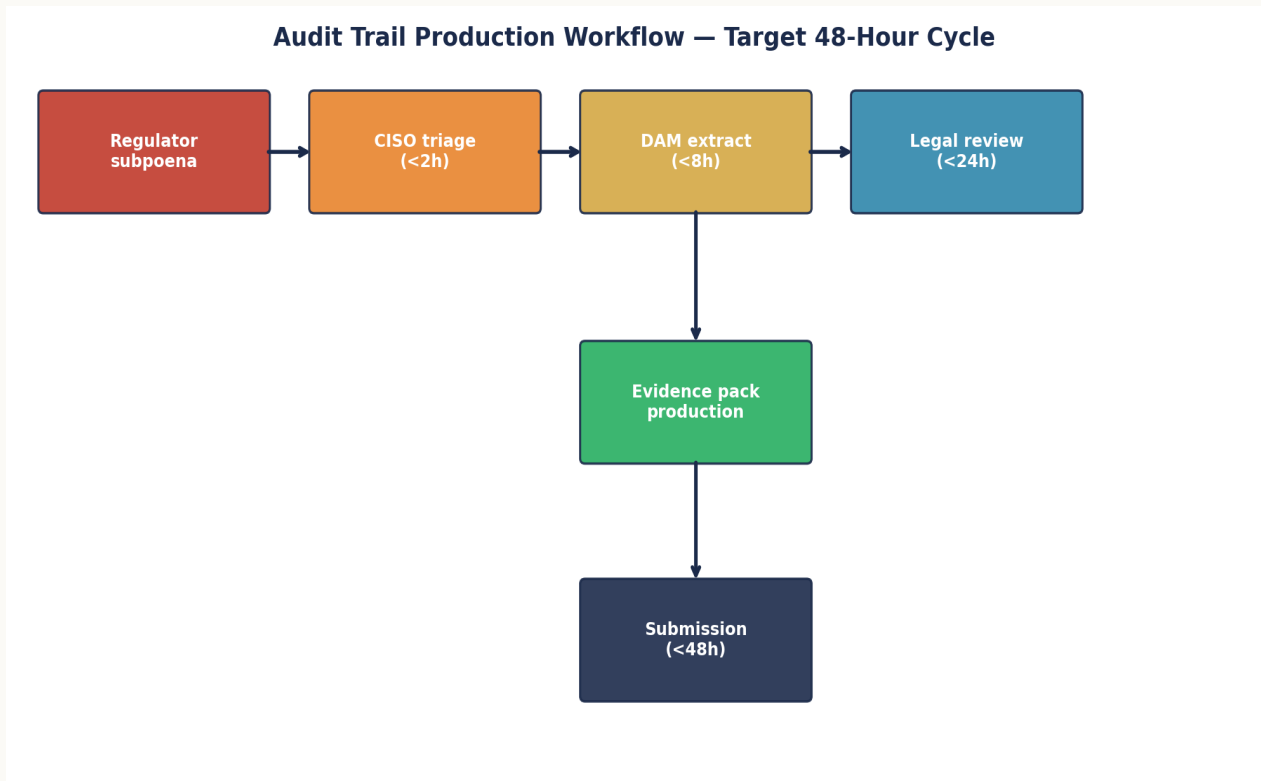 Audit Trail Production Workflow — Target 48-Hour Cycle
Regulator
subpoena
CISO triage
(<2h)
DAM extract
(<8h)
Legal review
(<24h)
Evidence pack
production
Submission
(<48h)